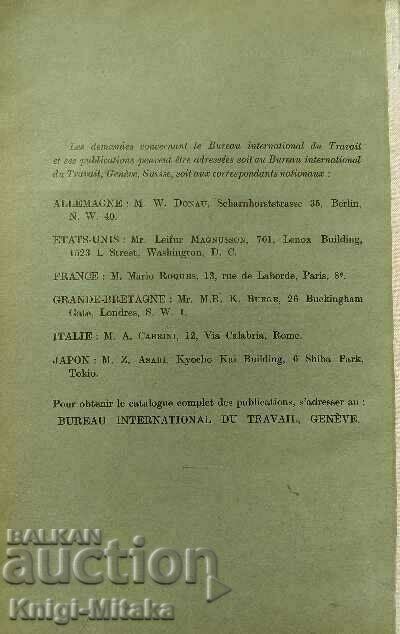 Les demandes concernant le Bureau international du Travail
et ses publications peuvent être adressées soit au Bureau international
du Travail, Genève, Suisse, soit aux correspondants nationaux :
ALLEMAGNE : M. W. DONAU, Scharnhorststrasse 35, Berlin,
N. W. 40.
ETATS-UNIS : Mr. Leifur MAGNUSSON, 701, Lenox Building,
1523 L Street, Washington, D. C.
FRANCE : M. Mario ROQUES, 13, rue de Laborde, Paris, 8e.
GRANDE-BRETAGNE : Mr. M.R. K. BURGE, 26 Buckingham
Gate, Londres, S. W. 1.
ITALIE : M. A. CABRINI, 12, Via Calabria, Rome.
JAPON : M. Z. ASARI, Kyocho Kai Building, 6 Shiba Park,
Tokio.
Pour obtenir le catalogue complet des publications, s'adresser au :
BUREAU INTERNATIONAL DU TRAVAIL, GENÈVE.
BALKAN
auction
Knigi-Mitaka